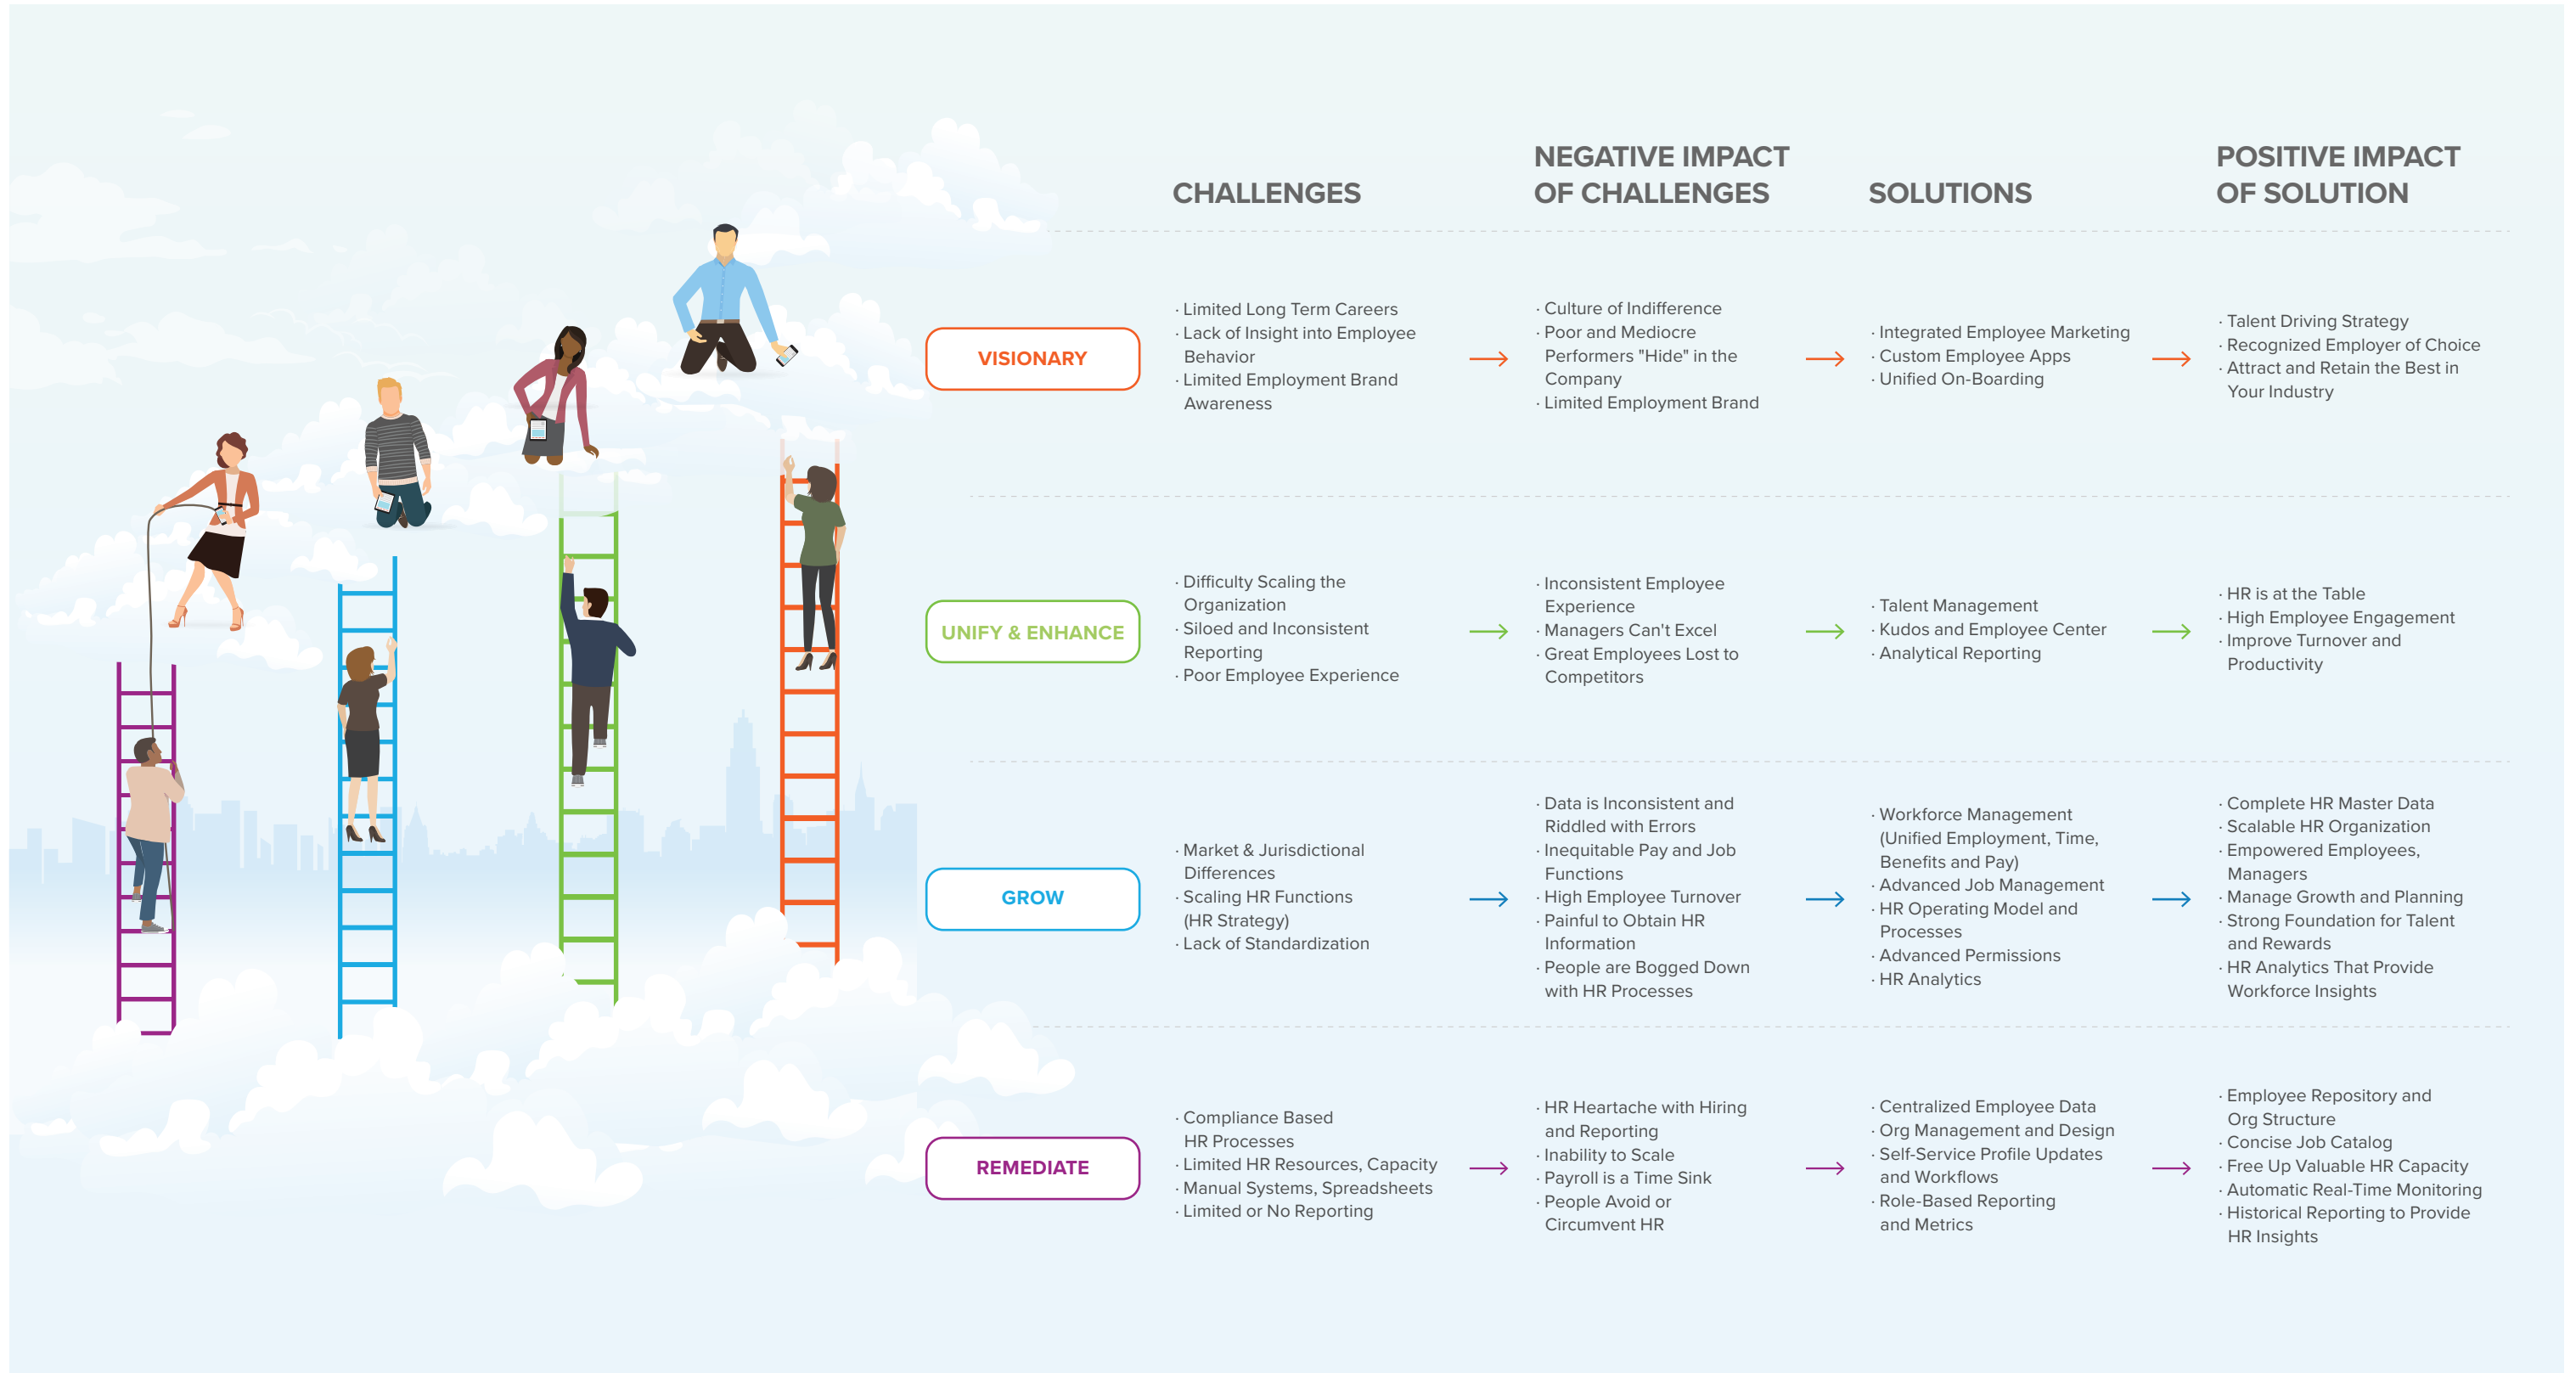 CHALLENGES
NEGATIVE IMPACT
OF CHALLENGES
SOLUTIONS
POSITIVE IMPACT
OF SOLUTION
VISIONARY
· Limited Long Term Careers
· Lack of Insight into Employee
Behavior
· Limited Employment Brand
Awareness
· Culture of Indifference
· Poor and Mediocre
Performers "Hide" in the
Company
· Limited Employment Brand
· Integrated Employee Marketing
· Custom Employee Apps
· Unified On-Boarding
· Talent Driving Strategy
· Recognized Employer of Choice
· Attract and Retain the Best in
Your Industry
UNIFY & ENHANCE
· Difficulty Scaling the
Organization
· Siloed and Inconsistent
Reporting
· Poor Employee Experience
· Inconsistent Employee
Experience
· Managers Can't Excel
· Great Employees Lost to
Competitors
· Talent Management
· Kudos and Employee Center
· Analytical Reporting
· HR is at the Table
· High Employee Engagement
· Improve Turnover and
Productivity
GROW
· Market & Jurisdictional
Differences
· Scaling HR Functions
(HR Strategy)
· Lack of Standardization
· Data is Inconsistent and
Riddled with Errors
· Inequitable Pay and Job
Functions
· High Employee Turnover
· Painful to Obtain HR
Information
· People are Bogged Down
with HR Processes
· Workforce Management
(Unified Employment, Time,
Benefits and Pay)
· Advanced Job Management
· HR Operating Model and
Processes
· Advanced Permissions
· HR Analytics
· Complete HR Master Data
· Scalable HR Organization
· Empowered Employees,
Managers
· Manage Growth and Planning
· Strong Foundation for Talent
and Rewards
· HR Analytics That Provide
Workforce Insights
REMEDIATE
· Compliance Based
HR Processes
· Limited HR Resources, Capacity
· Manual Systems, Spreadsheets
· Limited or No Reporting
· HR Heartache with Hiring
and Reporting
· Inability to Scale
· Payroll is a Time Sink
· People Avoid or
Circumvent HR
· Centralized Employee Data
· Org Management and Design
· Self-Service Profile Updates
and Workflows
· Role-Based Reporting
and Metrics
· Employee Repository and
Org Structure
· Concise Job Catalog
· Free Up Valuable HR Capacity
· Automatic Real-Time Monitoring
· Historical Reporting to Provide
HR Insights